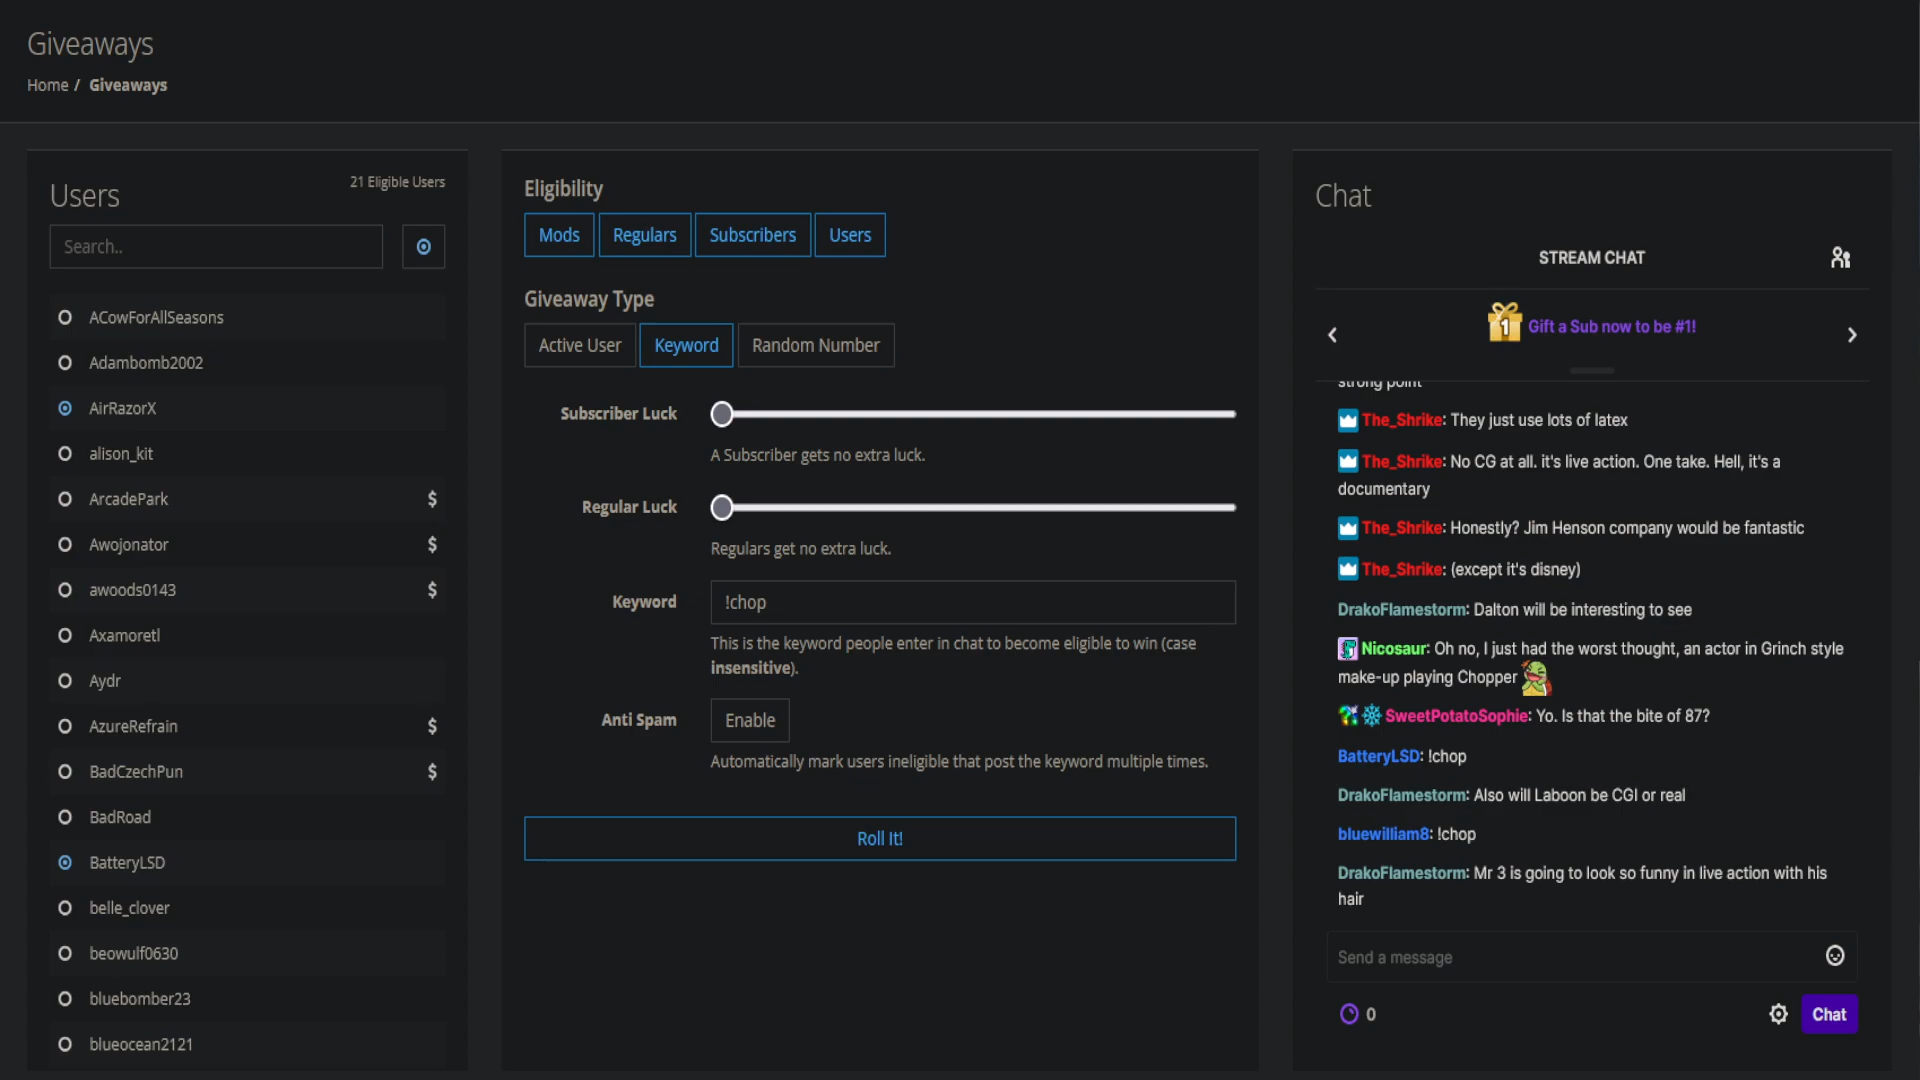 Giveaways
Home / Giveaways
Users
21 Eligible Users
Search..
ACowForAllSeasons
Adambomb2002
AirRazorX
alison_kit
ArcadePark $
Awojonator $
awoods0143 $
Axamoretl
Aydr
AzureRefrain $
BadCzechPun $
BadRoad
BatteryLSD
belle_clover
beowulf0630
bluebomber23
blueocean2121
Eligibility
Mods Regulars Subscribers Users
Giveaway Type
Active User Keyword Random Number
Subscriber Luck
A Subscriber gets no extra luck.
Regular Luck
Regulars get no extra luck.
Keyword !chop
This is the keyword people enter in chat to become eligible to win (case
insensitive).
Anti Spam Enable
Automatically mark users ineligible that post the keyword multiple times.
Roll It!
Chat
STREAM CHAT
1 Gift a Sub now to be #1!
strong point
The_Shrike: They just use lots of latex
The_Shrike: No CG at all. it's live action. One take. Hell, it's a
documentary
The_Shrike: Honestly? Jim Henson company would be fantastic
The_Shrike: (except it's disney)
DrakoFlamestorm: Dalton will be interesting to see
Nicosaur: Oh no, I just had the worst thought, an actor in Grinch style
make-up playing Chopper
SweetPotatoSophie: Yo. Is that the bite of 87?
BatteryLSD: !chop
DrakoFlamestorm: Also will Laboon be CGI or real
bluewilliam8: !chop
DrakoFlamestorm: Mr 3 is going to look so funny in live action with his
hair
Send a message
0
Chat